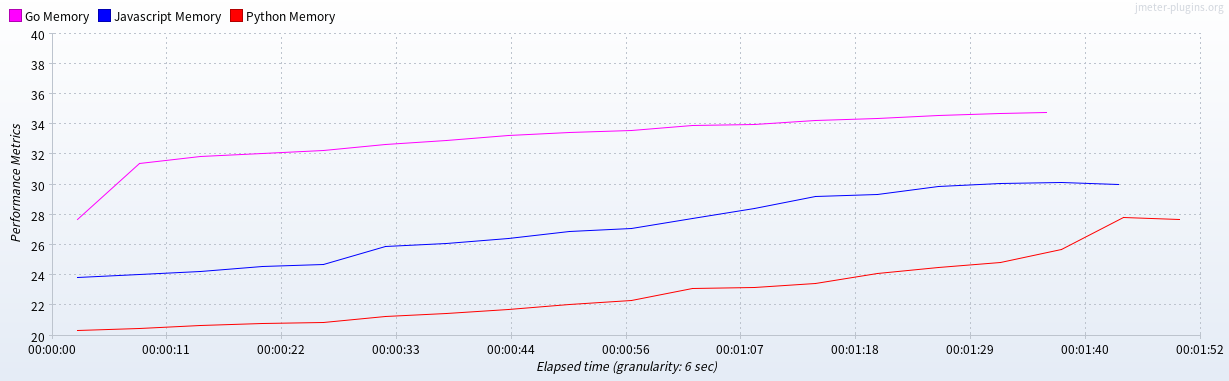 jmeter-plugins.org
Go Memory Javascript Memory Python Memory
40
38
36
34
32
30
28
26
24
22
20
Performance Metrics
00:00:00 00:00:11 00:00:22 00:00:33 00:00:44 00:00:56 00:01:07 00:01:18 00:01:29 00:01:40 00:01:52
Elapsed time (granularity: 6 sec)